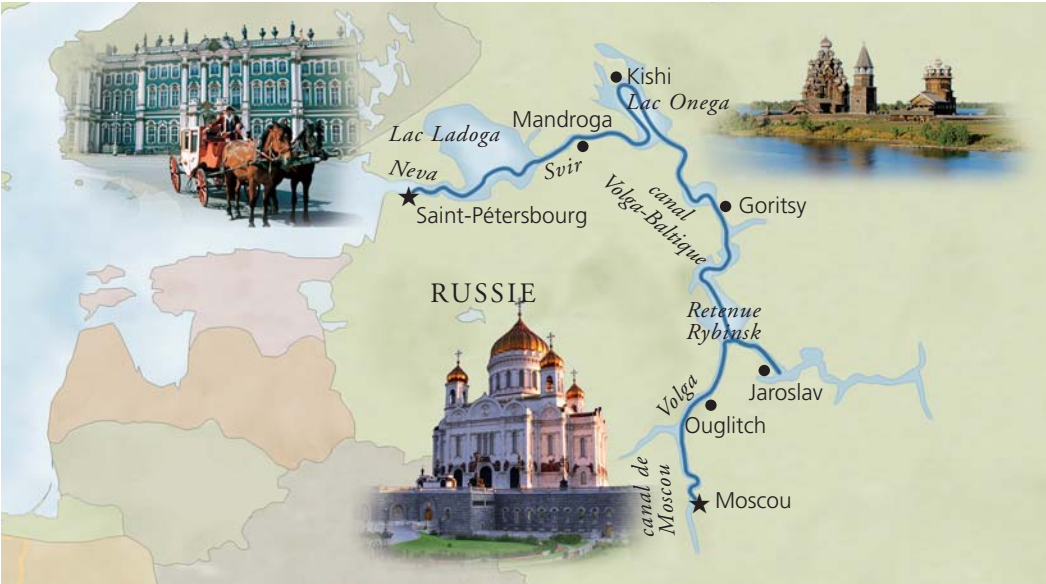 Kishi
Lac Onega
Mandroga
Lac Ladoga
Svir
Neva
Saint-Pétersbourg
canal
Volga-Baltique
Goritsy
RUSSIE
Retenue
Rybinsk
Jaroslav
Volga
Ouglitch
canal de
Moscou
Moscou